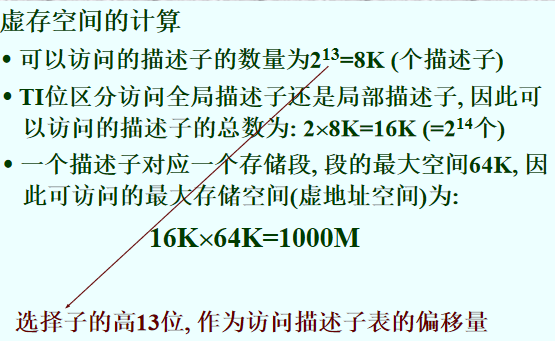 虚存空间的计算
• 可以访问的描述子的数量为2¹³=8K (个描述子)
• TI位区分访问全局描述子还是局部描述子, 因此可
以访问的描述子的总数为: 2×8K=16K (=2¹⁴个)
• 一个描述子对应一个存储段, 段的最大空间64K, 因
此可访问的最大存储空间(虚地址空间)为:
16K×64K=1000M
选择子的高13位, 作为访问描述子表的偏移量